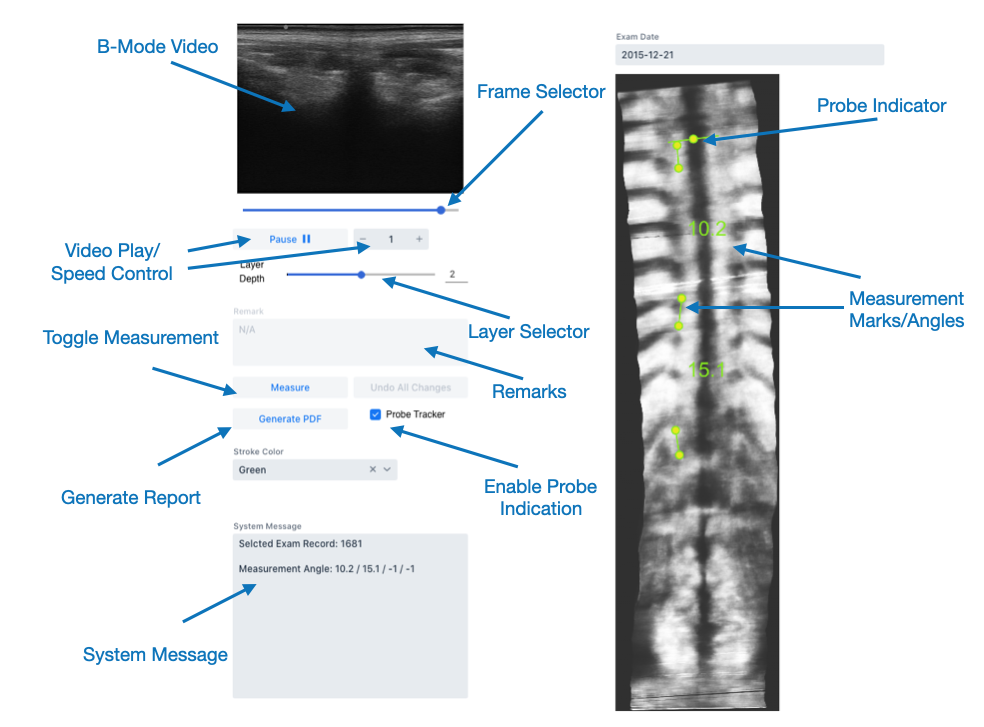 B-Mode Video
Frame Selector
Exam Date
2015-12-21
Probe Indicator
Pause
− 1 +
Video Play/
Speed Control
Layer
Depth
2
10.2
Measurement
Marks/Angles
Remark
N/A
Layer Selector
Toggle Measurement
15.1
Remarks
Measure
Undo All Changes
Generate PDF
Probe Tracker
Stroke Color
Green
Generate Report
Enable Probe
Indication
System Message
Selcted Exam Record: 1681
Measurement Angle: 10.2 / 15.1 / -1 / -1
System Message